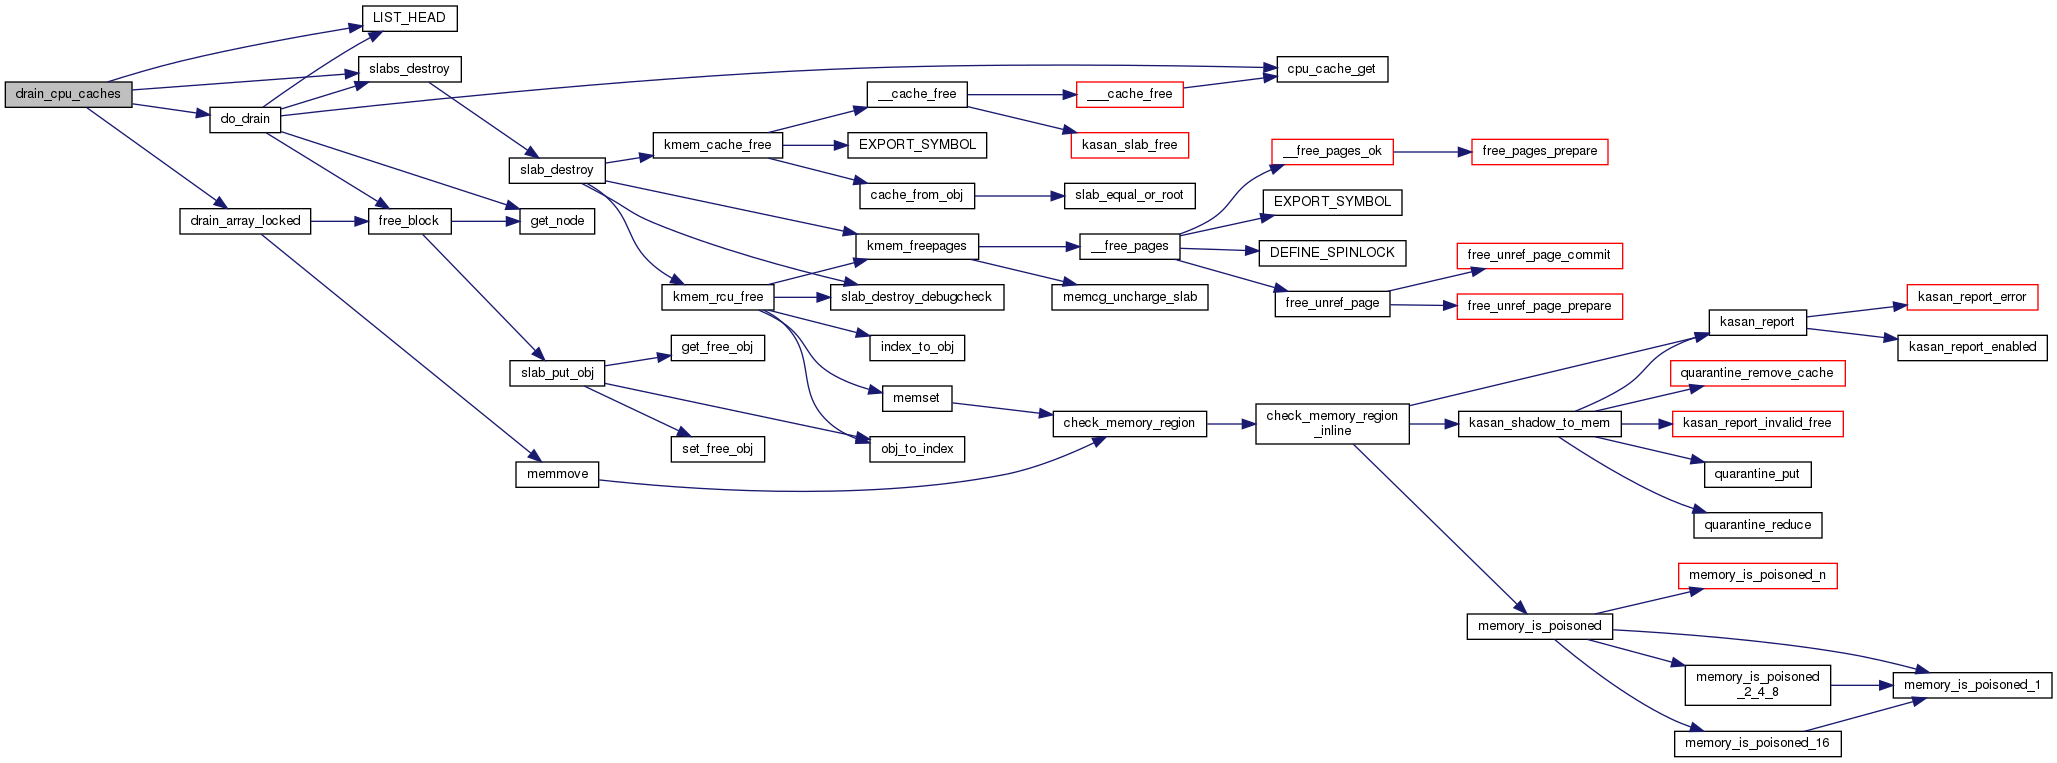 LIST_HEAD
slabs_destroy
cpu_cache_get
drain_cpu_caches
__cache_free
___cache_free
do_drain
kmem_cache_free
EXPORT_SYMBOL
kasan_slab_free
__free_pages_ok
free_pages_prepare
slab_destroy
cache_from_obj
slab_equal_or_root
EXPORT_SYMBOL
drain_array_locked
free_block
get_node
kmem_freepages
__free_pages
DEFINE_SPINLOCK
free_unref_page_commit
kmem_rcu_free
slab_destroy_debugcheck
memcg_uncharge_slab
free_unref_page
free_unref_page_prepare
kasan_report_error
kasan_report
kasan_report_enabled
get_free_obj
index_to_obj
slab_put_obj
quarantine_remove_cache
memset
check_memory_region
check_memory_region
_inline
kasan_shadow_to_mem
kasan_report_invalid_free
set_free_obj
obj_to_index
memmove
quarantine_put
quarantine_reduce
memory_is_poisoned_n
memory_is_poisoned
memory_is_poisoned
_2_4_8
memory_is_poisoned_1
memory_is_poisoned_16